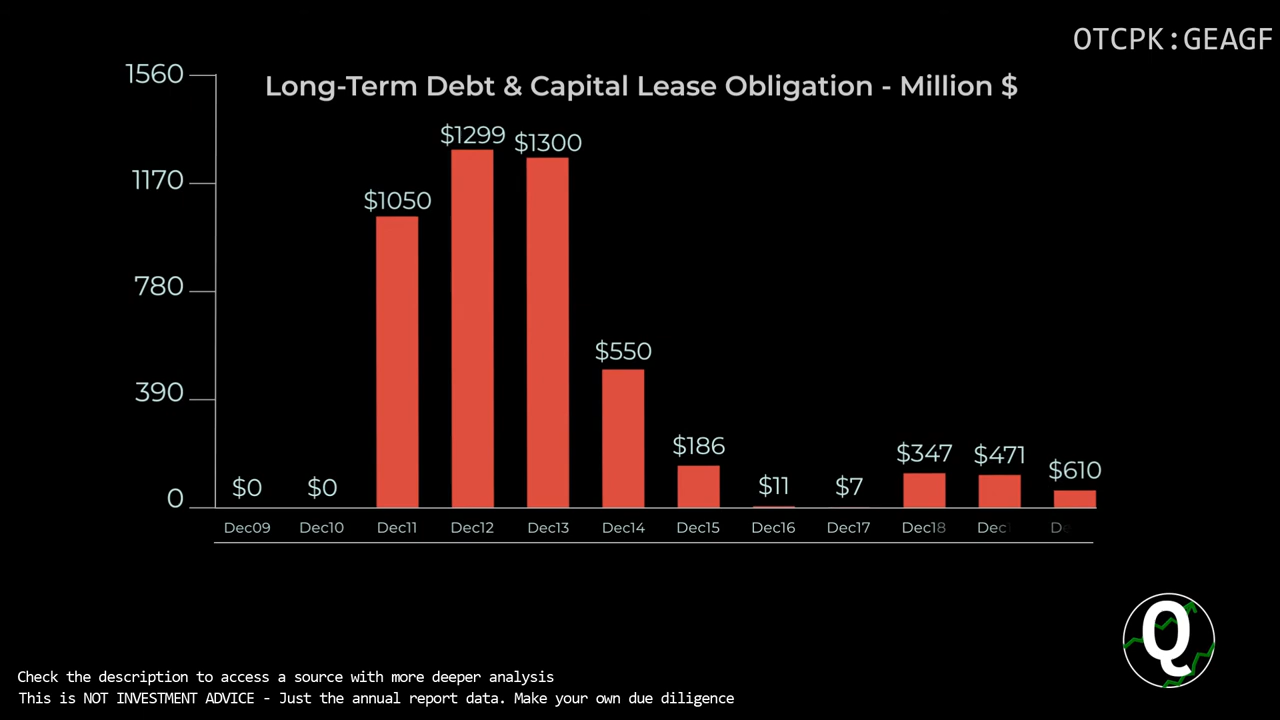 OTCPK:GEAGF
Long-Term Debt & Capital Lease Obligation - Million $
1560
1170
780
390
0
$0
$0
$1050
$1299
$1300
$550
$186
$11
$7
$347
$471
$610
Dec09 Dec10 Dec11 Dec12 Dec13 Dec14 Dec15 Dec16 Dec17 Dec18 Dec
Q
Check the description to access a source with more deeper analysis
This is NOT INVESTMENT ADVICE - Just the annual report data. Make your own due diligence